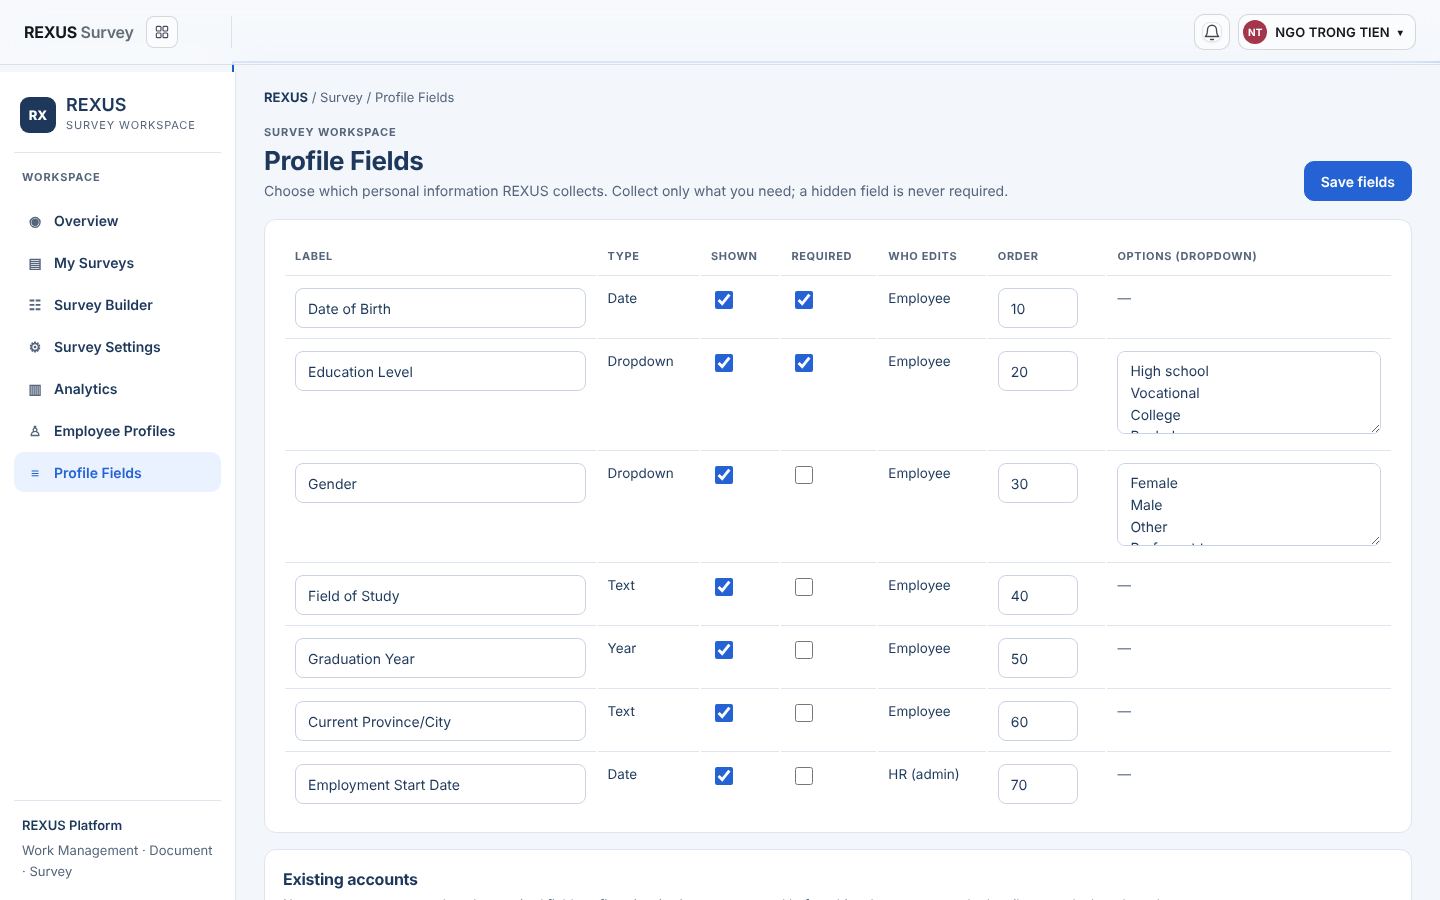 REXUS Survey
NT NGO TRONG TIEN ▾
RX
REXUS
SURVEY WORKSPACE
WORKSPACE
Overview
My Surveys
Survey Builder
Survey Settings
Analytics
Employee Profiles
Profile Fields
REXUS Platform
Work Management · Document
· Survey
REXUS / Survey / Profile Fields
SURVEY WORKSPACE
Profile Fields
Choose which personal information REXUS collects. Collect only what you need; a hidden field is never required.
Save fields
LABEL TYPE SHOWN REQUIRED WHO EDITS ORDER OPTIONS (DROPDOWN)
Date of Birth Date Employee 10 —
Education Level Dropdown Employee 20 High school
Vocational
College
Gender Dropdown Employee 30 Female
Male
Other
Field of Study Text Employee 40 —
Graduation Year Year Employee 50 —
Current Province/City Text Employee 60 —
Employment Start Date Date HR (admin) 70 —
Existing accounts